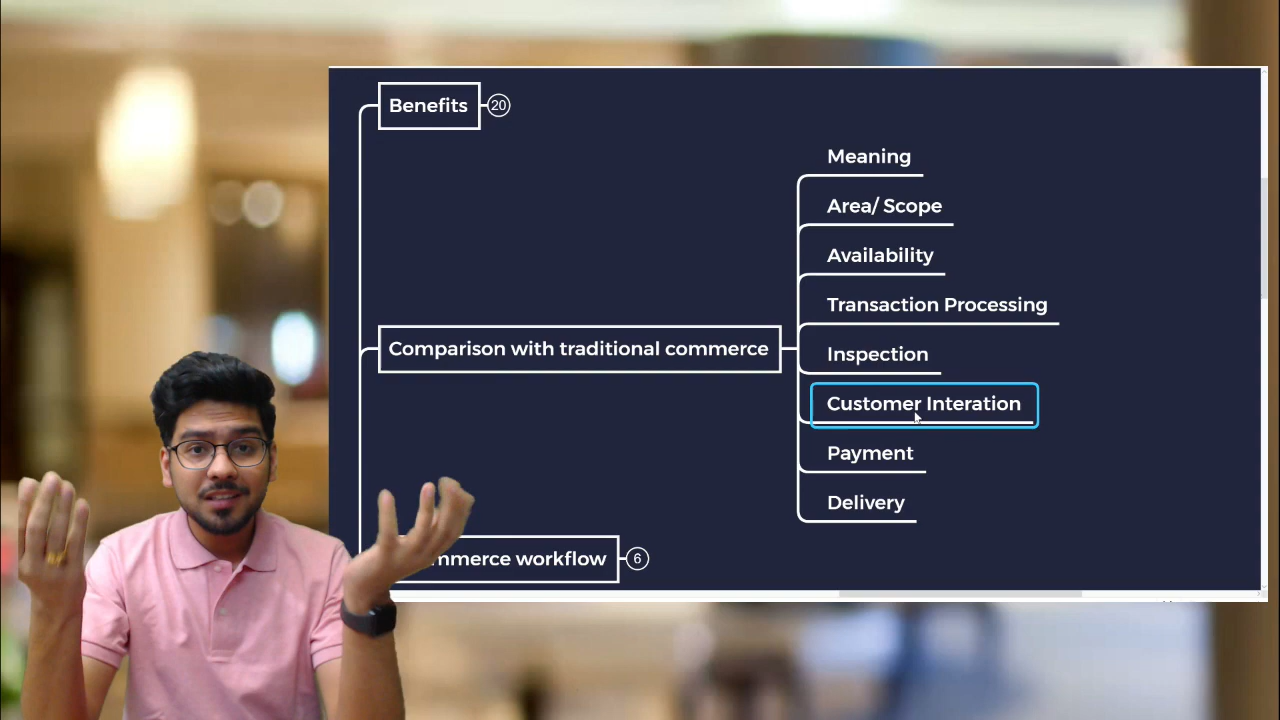 Benefits
20
Meaning
Area/ Scope
Availability
Transaction Processing
Comparison with traditional commerce
Inspection
Customer Interation
Payment
Delivery
mmerce workflow
6